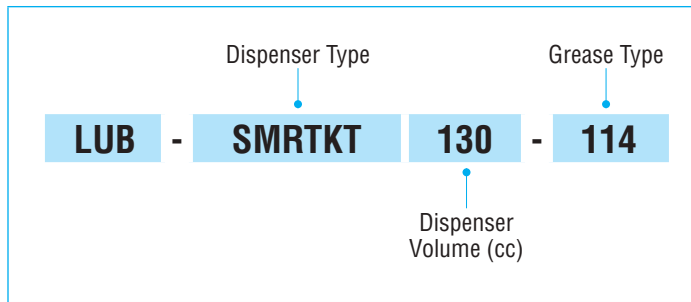 Dispenser Type
Grease Type
LUB - SMRTKT 130 - 114
Dispenser
Volume (cc)